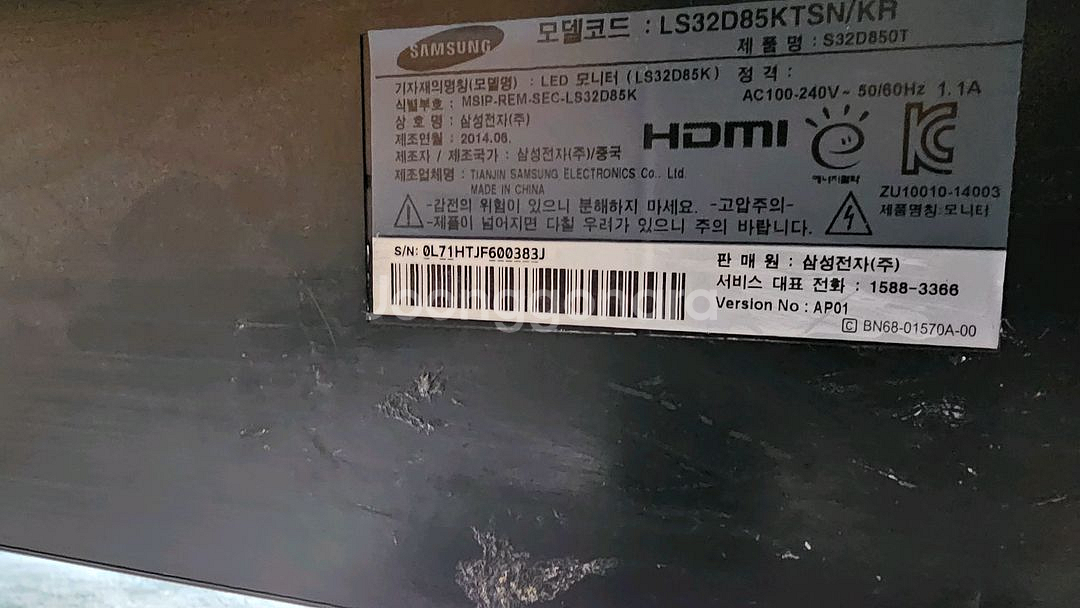 SAMSUNG
모델코드 : LS32D85KTSN/KR
제 품 명 : S32D850T
기자재의명칭(모델명) : LED 모니터 (LS32D85K)
정 격 :
식별부호 : MSIP-REM-SEC-LS32D85K
AC100-240V~ 50/60Hz 1.1A
상 호 명 : 삼성전자(주)
제조연월 : 2014.06.
제조자 / 제조국가 : 삼성전자(주)/중국
제조업체명 : TIANJIN SAMSUNG ELECTRONICS Co., Ltd.
MADE IN CHINA
HDMI
에너지절약
ZU10010-14003
제품명칭:모니터
-감전의 위험이 있으니 분해하지 마세요. -고압주의-
-제품이 넘어지면 다칠 우려가 있으니 주의 바랍니다.
S/N: 0L71HTJF600383J
판 매 원 : 삼성전자(주)
서비스 대표 전화 : 1588-3366
Version No : AP01
C BN68-01570A-00
joonggonara